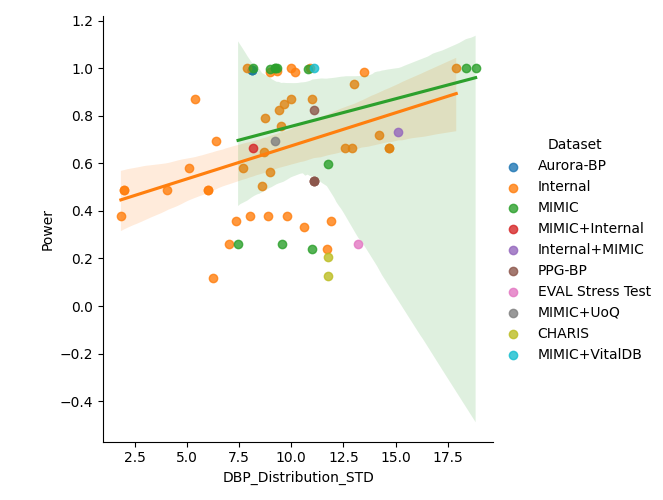 1.2
1.0
0.8
0.6
0.4
0.2
0.0
−0.2
−0.4
Power
2.5 5.0 7.5 10.0 12.5 15.0 17.5
DBP_Distribution_STD
Dataset
Aurora-BP
Internal
MIMIC
MIMIC+Internal
Internal+MIMIC
PPG-BP
EVAL Stress Test
MIMIC+UoQ
CHARIS
MIMIC+VitalDB